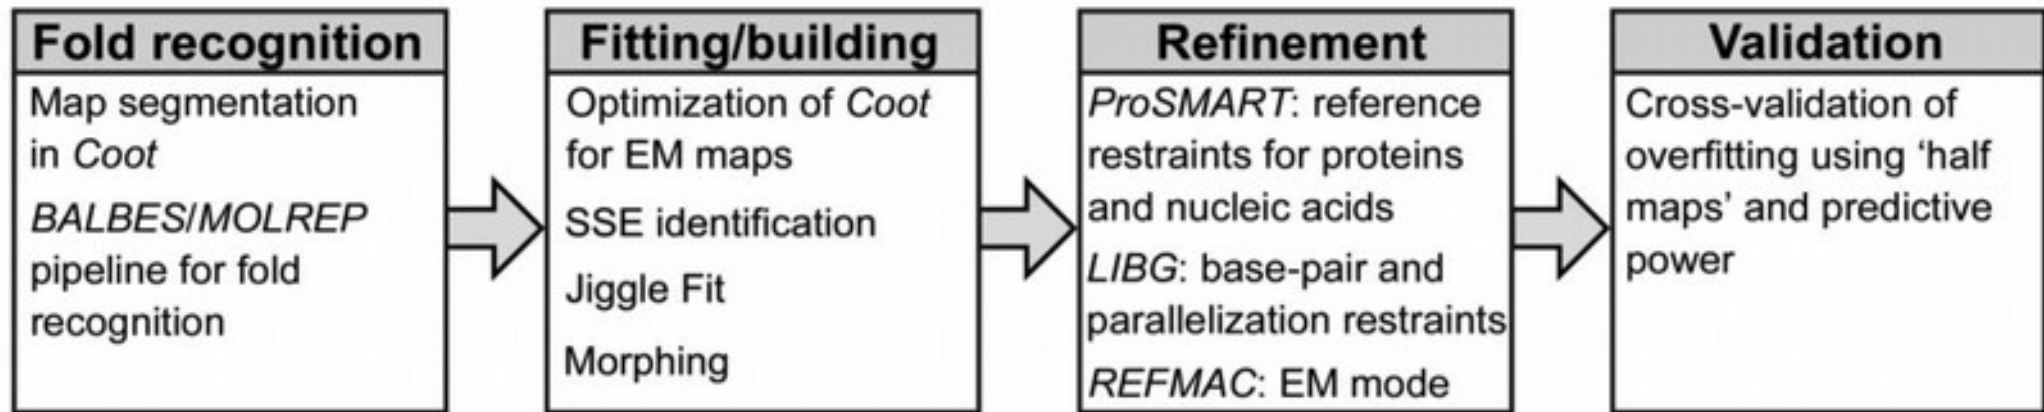 Fold recognition
Map segmentation
in Coot
BALBES/MOLREP
pipeline for fold
recognition
Fitting/building
Optimization of Coot
for EM maps
SSE identification
Jiggle Fit
Morphing
Refinement
ProSMART: reference
restraints for proteins
and nucleic acids
LIBG: base-pair and
parallelization restraints
REFMAC: EM mode
Validation
Cross-validation of
overfitting using ‘half
maps’ and predictive
power